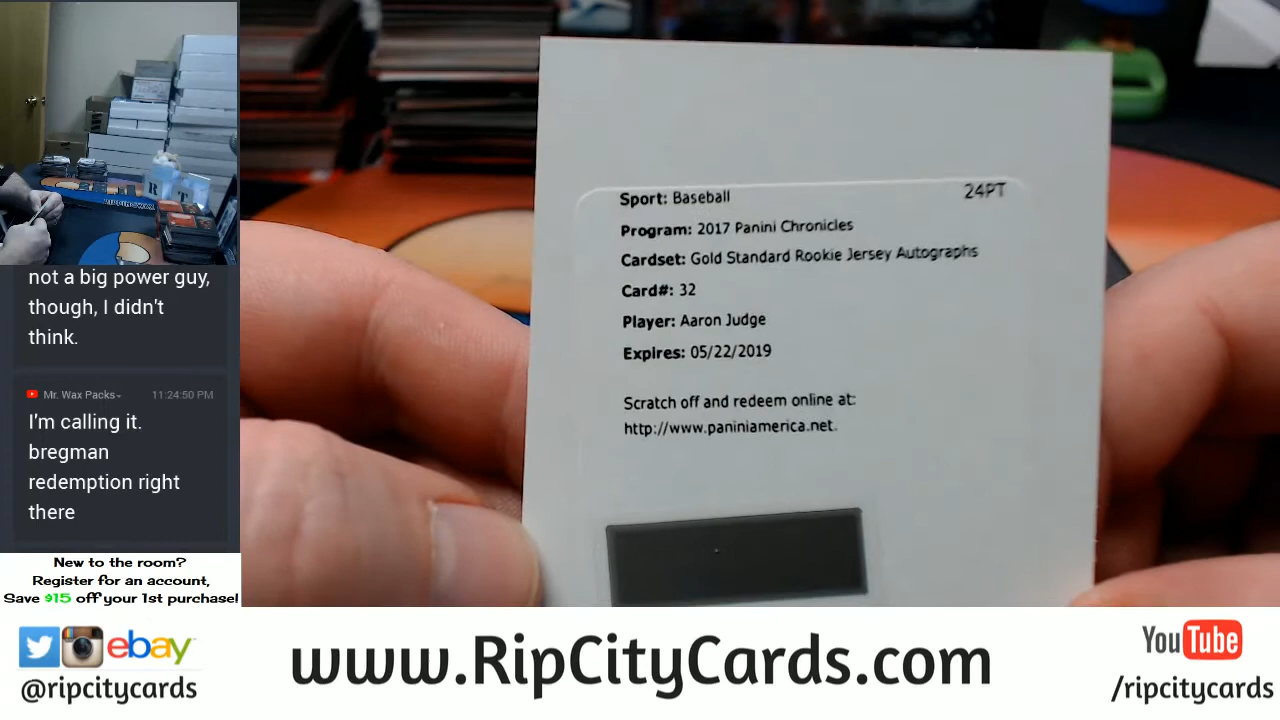 not a big power guy,
though, I didn't
think.
Mr. Wax Packs
11:24:50 PM
I'm calling it.
bregman
redemption right
there
New to the room?
Register for an account,
Save $15 off your 1st purchase!
Sport: Baseball
24PT
Program: 2017 Panini Chronicles
Cardset: Gold Standard Rookie Jersey Autographs
Card#: 32
Player: Aaron Judge
Expires: 05/22/2019
Scratch off and redeem online at:
http://www.paniniamerica.net.
ebay
@ripcitycards
www.RipCityCards.com
YouTube
/ripcitycards